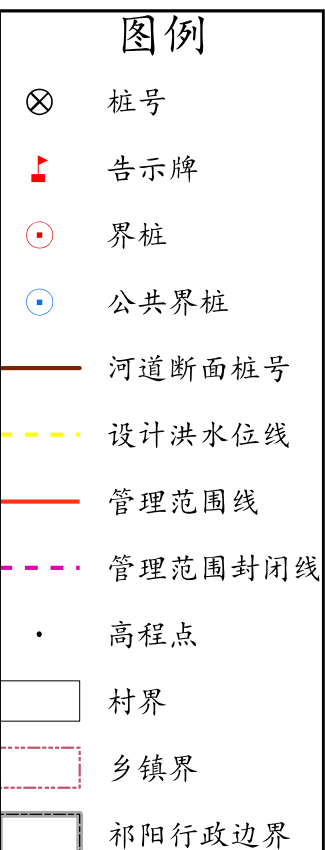 图例
桩号
告示牌
界桩
公共界桩
河道断面桩号
设计洪水位线
管理范围线
管理范围封闭线
高程点
村界
乡镇界
祁阳行政边界